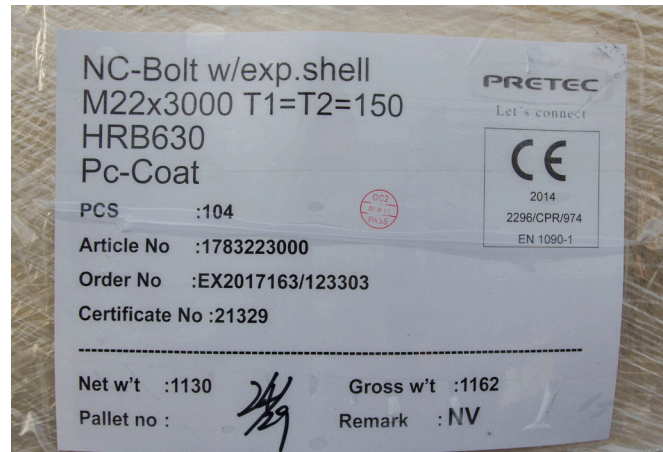 NC-Bolt w/exp.shell
M22x3000 T1=T2=150
HRB630
Pc-Coat
PRETEC
Let's connect
CE
2014
2296/CPR/974
EN 1090-1
PCS :104
PASS
Article No :1783223000
Order No :EX2017163/123303
Certificate No :21329
Net w't :1130
Gross w't :1162
Pallet no :
Remark : NV